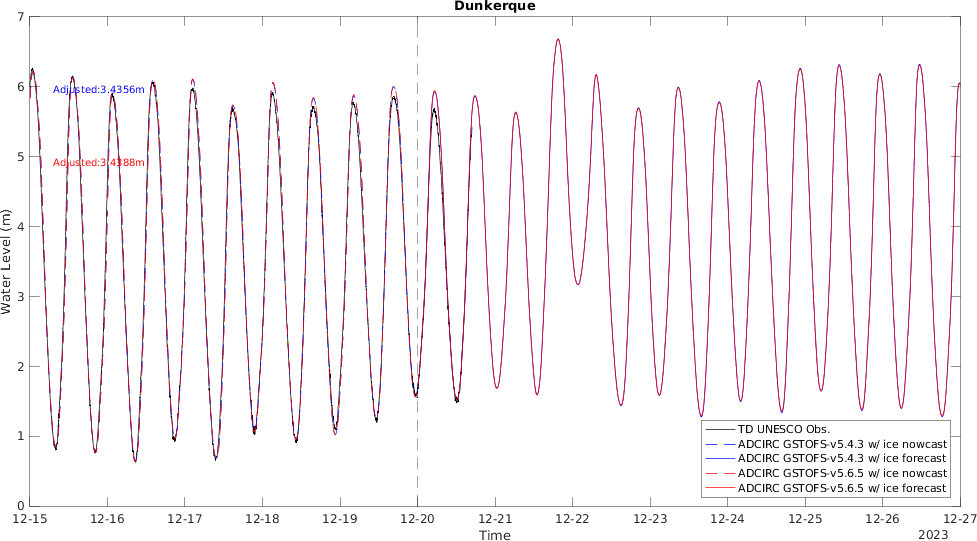 Dunkerque
7
6
5
4
3
2
1
0
Water Level (m)
Adjusted:3.4356m
Adjusted:3.4388m
TD UNESCO Obs.
ADCIRC GSTOFS-v5.4.3 w/ ice nowcast
ADCIRC GSTOFS-v5.4.3 w/ ice forecast
ADCIRC GSTOFS-v5.6.5 w/ ice nowcast
ADCIRC GSTOFS-v5.6.5 w/ ice forecast
12-15 12-16 12-17 12-18 12-19 12-20 12-21 12-22 12-23 12-24 12-25 12-26 12-27
Time
2023